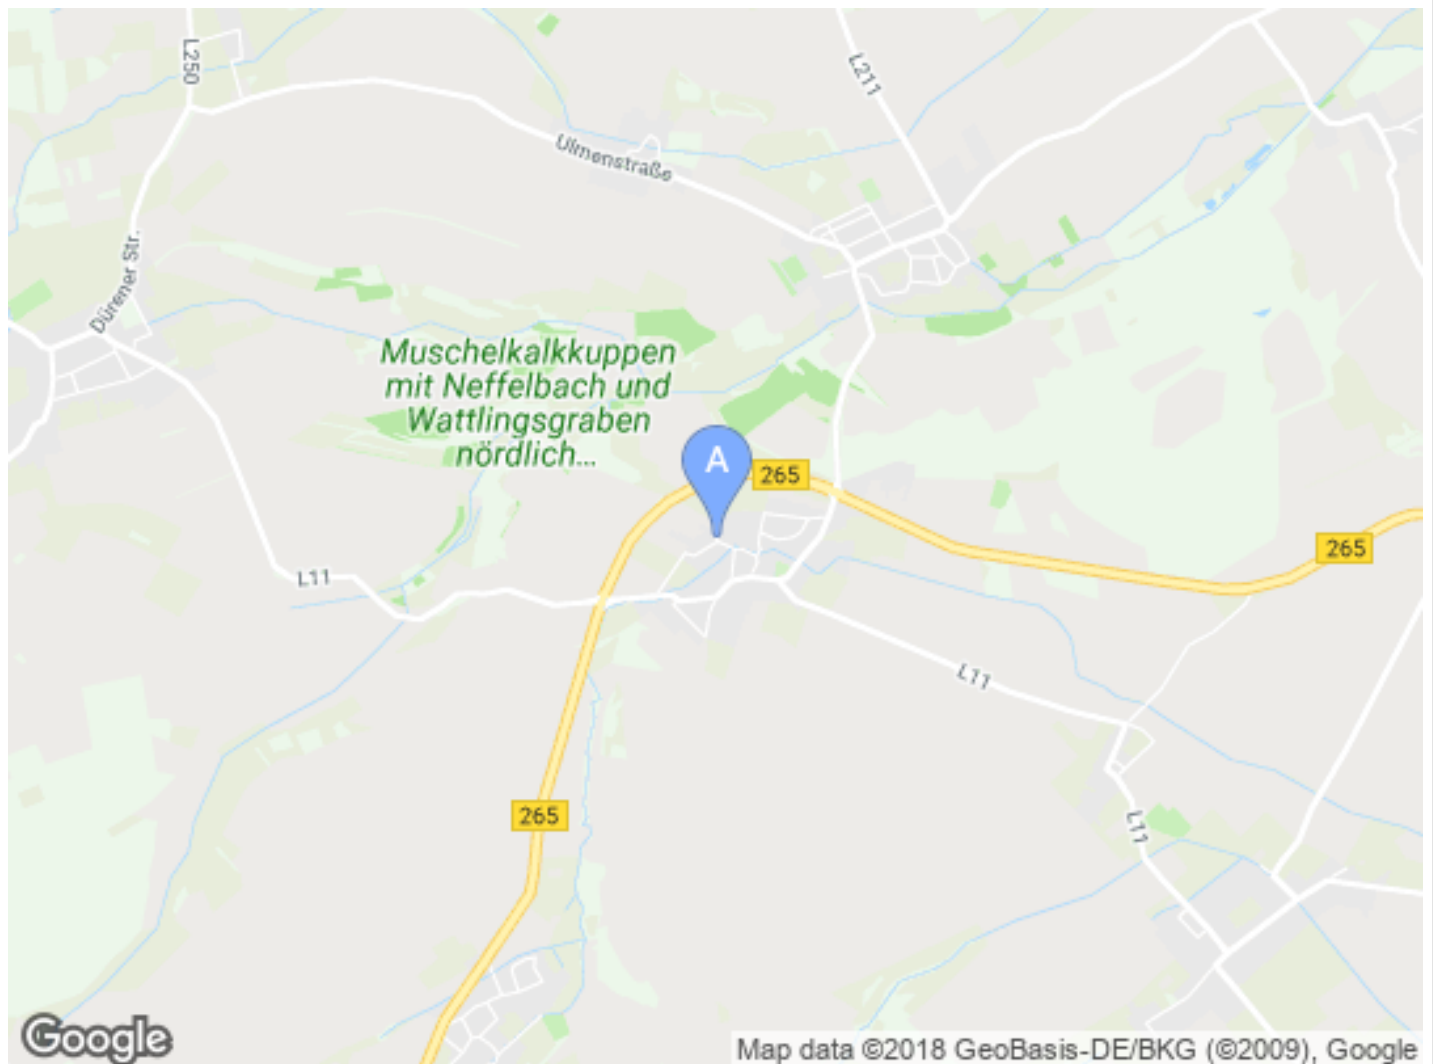 L250
L211
Ulmenstraße
Dürener Str.
Muschelkalkkuppen
mit Neffelbach und
Wattlingsgraben
nördlich...
A
265
265
L11
L11
265
L11
Google
Map data ©2018 GeoBasis-DE/BKG (©2009), Google